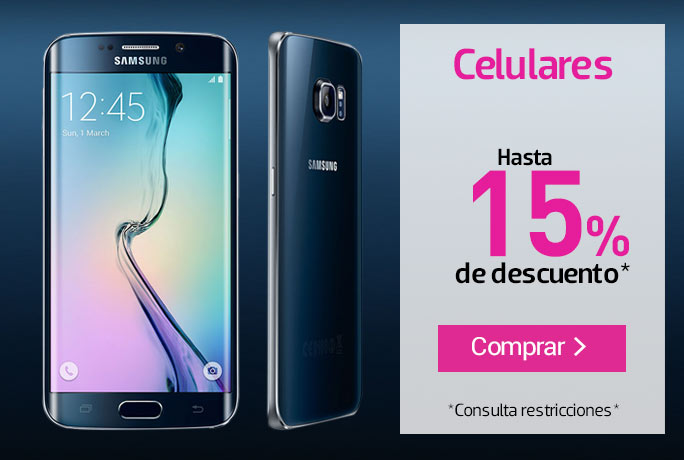 SAMSUNG
12:45
Sun, 1 March
SAMSUNG
Celulares
Hasta
15%
de descuento*
Comprar >
*Consulta restricciones*